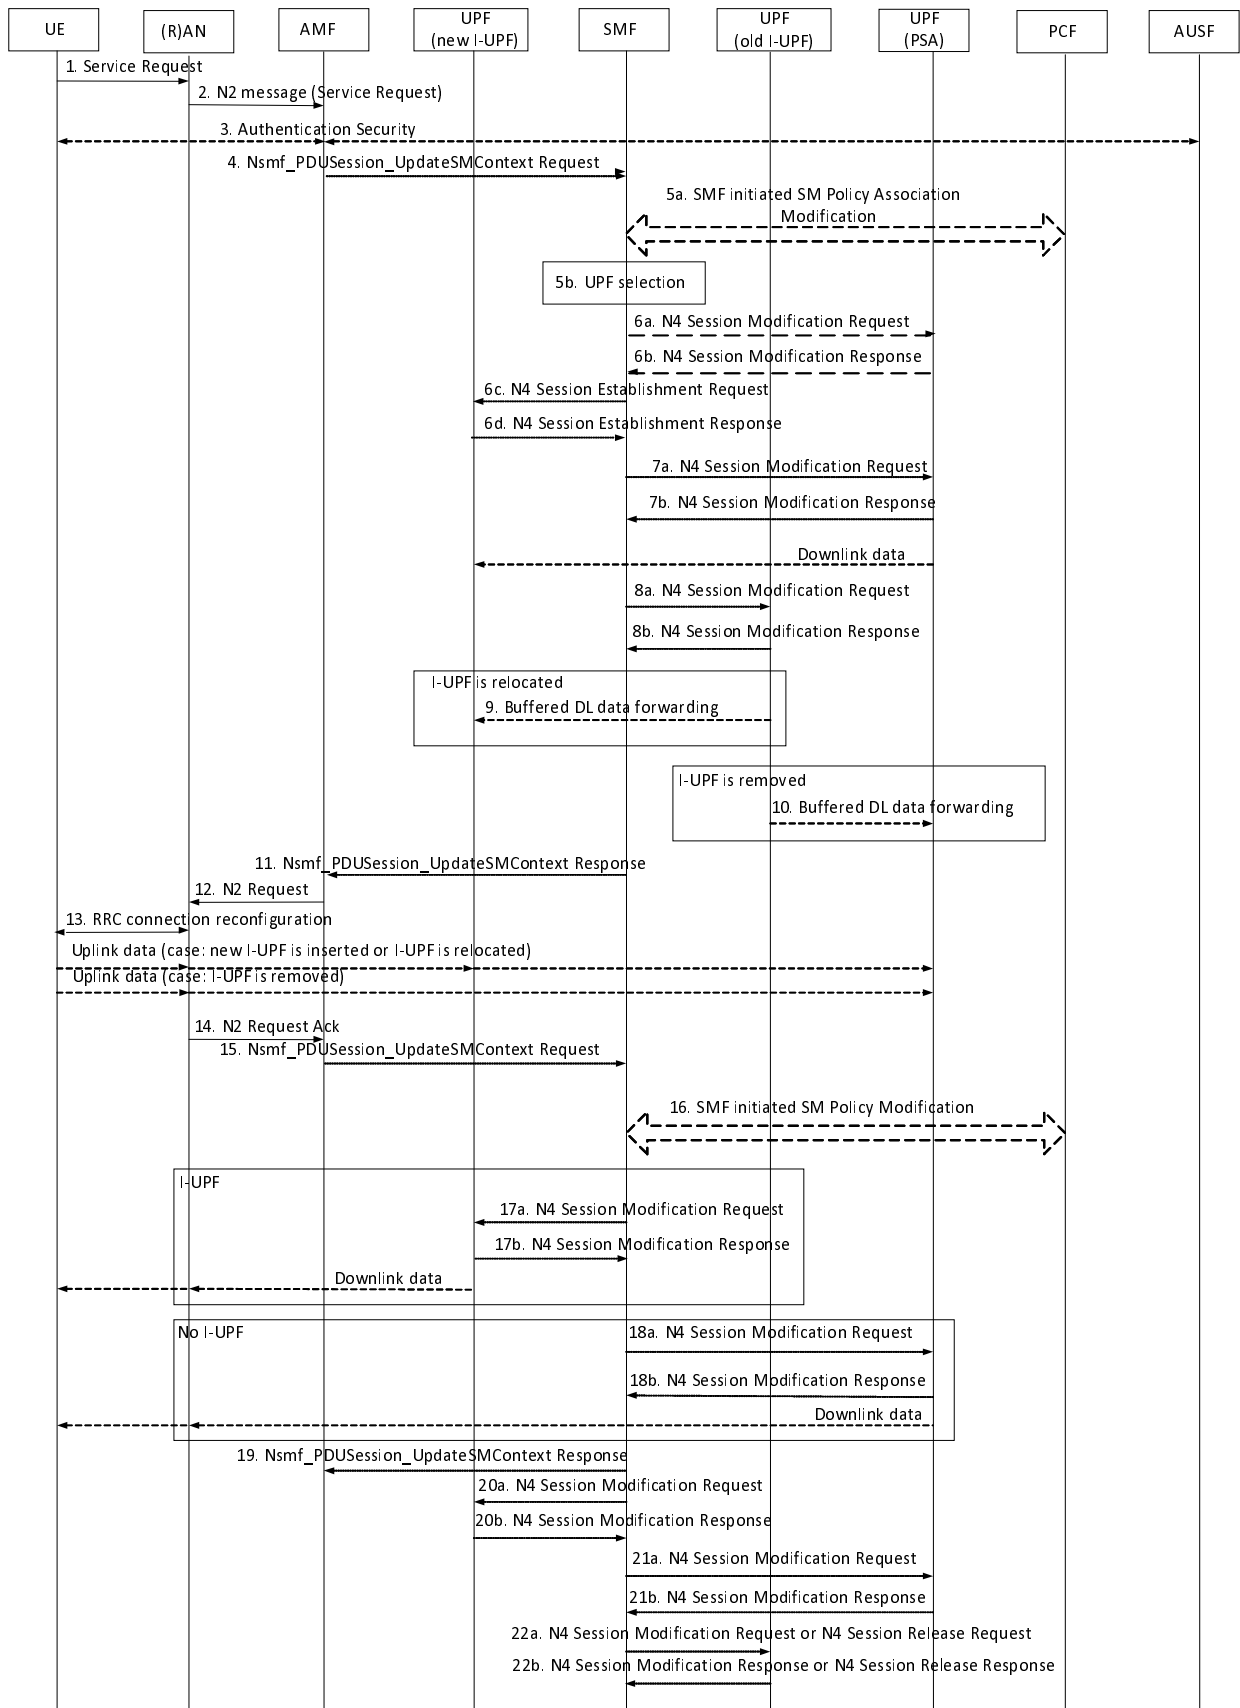 UE
(R)AN
AMF
UPF
(new I-UPF)
SMF
UPF
(old I-UPF)
UPF
(PSA)
PCF
AUSF
1. Service Request
2. N2 message (Service Request)
3. Authentication Security
4. Nsmf_PDUSession_UpdateSMContext Request
5a. SMF initiated SM Policy Association
Modification
5b. UPF selection
6a. N4 Session Modification Request
6b. N4 Session Modification Response
6c. N4 Session Establishment Request
6d. N4 Session Establishment Response
7a. N4 Session Modification Request
7b. N4 Session Modification Response
Downlink data
8a. N4 Session Modification Request
8b. N4 Session Modification Response
I-UPF is relocated
9. Buffered DL data forwarding
I-UPF is removed
10. Buffered DL data forwarding
11. Nsmf_PDUSession_UpdateSMContext Response
12. N2 Request
13. RRC connection reconfiguration
Uplink data (case: new I-UPF is inserted or I-UPF is relocated)
Uplink data (case: I-UPF is removed)
14. N2 Request Ack
15. Nsmf_PDUSession_UpdateSMContext Request
16. SMF initiated SM Policy Modification
I-UPF
17a. N4 Session Modification Request
17b. N4 Session Modification Response
Downlink data
No I-UPF
18a. N4 Session Modification Request
18b. N4 Session Modification Response
Downlink data
19. Nsmf_PDUSession_UpdateSMContext Response
20a. N4 Session Modification Request
20b. N4 Session Modification Response
21a. N4 Session Modification Request
21b. N4 Session Modification Response
22a. N4 Session Modification Request or N4 Session Release Request
22b. N4 Session Modification Response or N4 Session Release Response